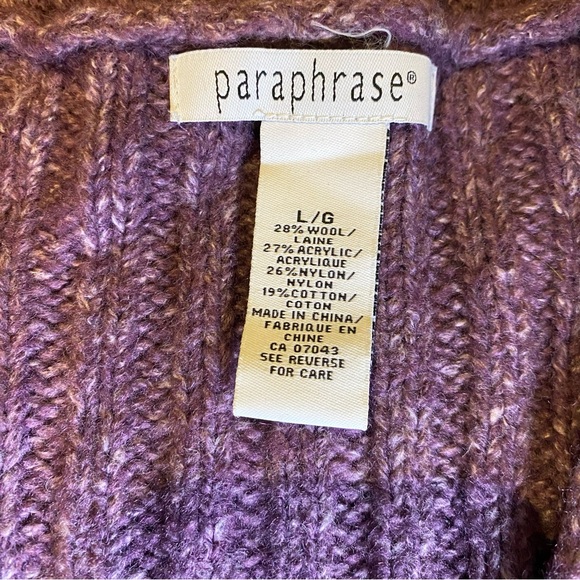 paraphrase®
L/G
28% WOOL/
LAINE
27% ACRYLIC/
ACRYLIQUE
26%NYLON/
NYLON
19%COTTON/
COTON
MADE IN CHINA/
FABRIQUE EN
CHINE
CA 07043
SEE REVERSE
FOR CARE